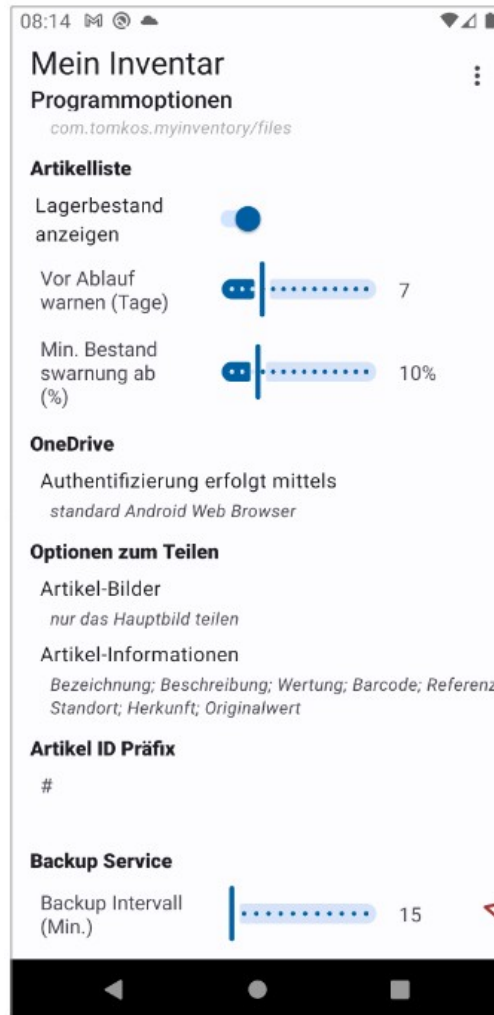 08:14
Mein Inventar
Programmoptionen
com.tomkos.myinventory/files
Artikelliste
Lagerbestand
anzeigen
Vor Ablauf
warnen (Tage)
7
Min. Bestand
swarnung ab
(%)
10%
OneDrive
Authentifizierung erfolgt mittels
standard Android Web Browser
Optionen zum Teilen
Artikel-Bilder
nur das Hauptbild teilen
Artikel-Informationen
Bezeichnung; Beschreibung; Wertung; Barcode; Referenz
Standort; Herkunft; Originalwert
Artikel ID Präfix
#
Backup Service
Backup Intervall
(Min.)
15